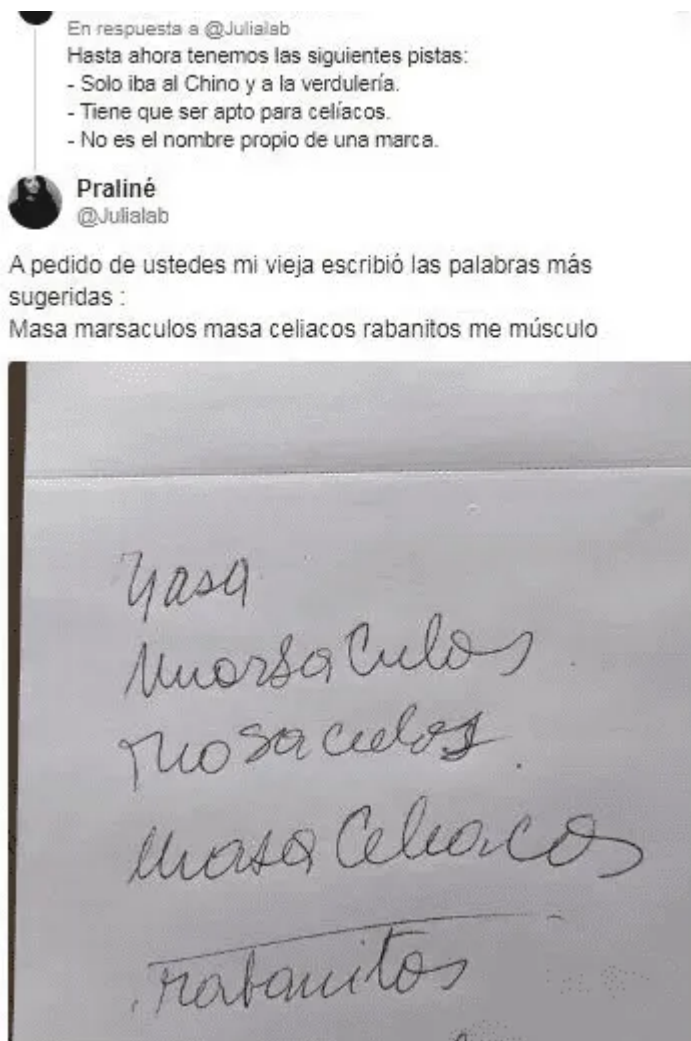 En respuesta a @Julialab
Hasta ahora tenemos las siguientes pistas:
- Solo iba al Chino y a la verdulería.
- Tiene que ser apto para celíacos.
- No es el nombre propio de una marca.
Praliné
@Julialab
A pedido de ustedes mi vieja escribió las palabras más
sugeridas :
Masa marsaculos masa celiacos rabanitos me músculo
Masa
MarsaCulos
Masaculos
Masa Celiacos
Rabanitos